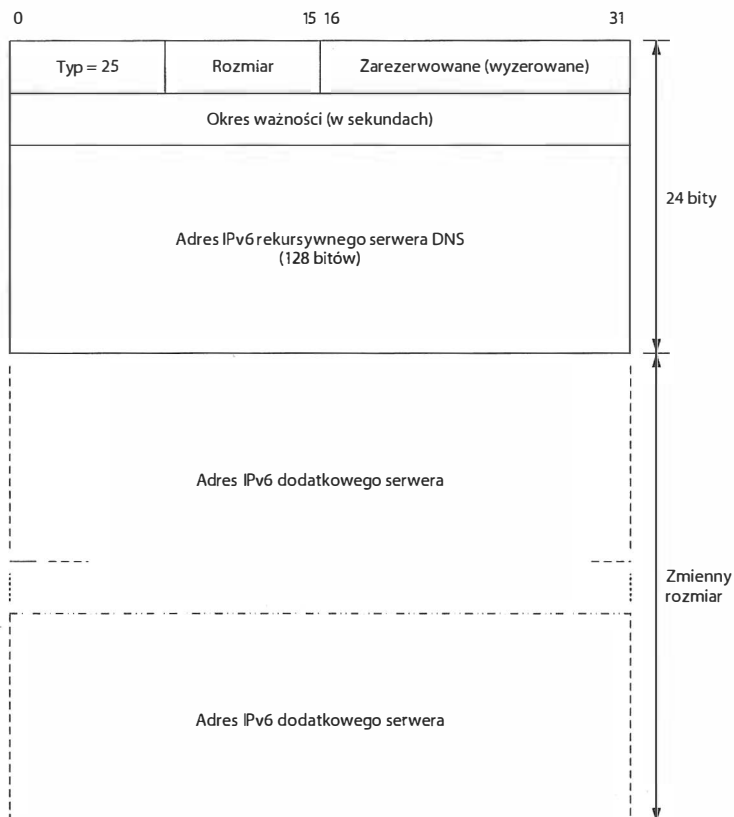 0 15 16 31
Typ = 25 Rozmiar Zarezerwowane (wyzerowane)
Okres ważności (w sekundach)
24 bity
Adres IPv6 rekursywnego serwera DNS
(128 bitów)
Adres IPv6 dodatkowego serwera
Zmienny
rozmiar
Adres IPv6 dodatkowego serwera